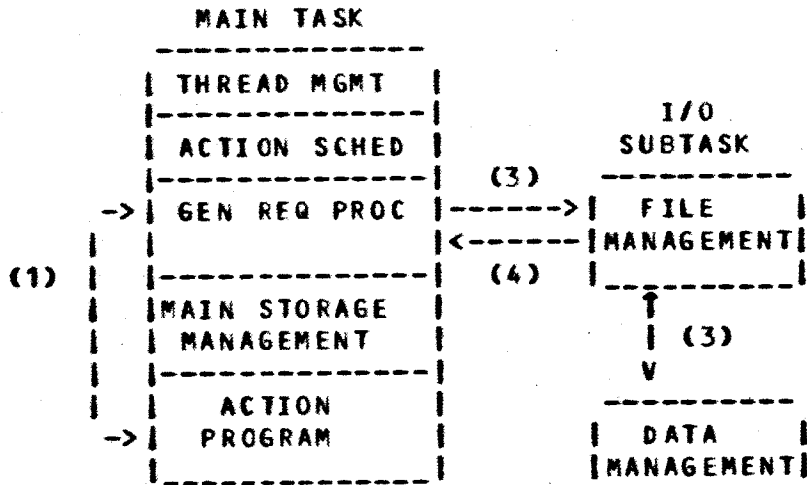 MAIN TASK
THREAD MGMT
I/O
SUBTASK
ACTION SCHED
(3)
GEN REQ PROC
FILE
MANAGEMENT
(1)
(4)
MAIN STORAGE
MANAGEMENT
(3)
ACTION
PROGRAM
DATA
MANAGEMENT